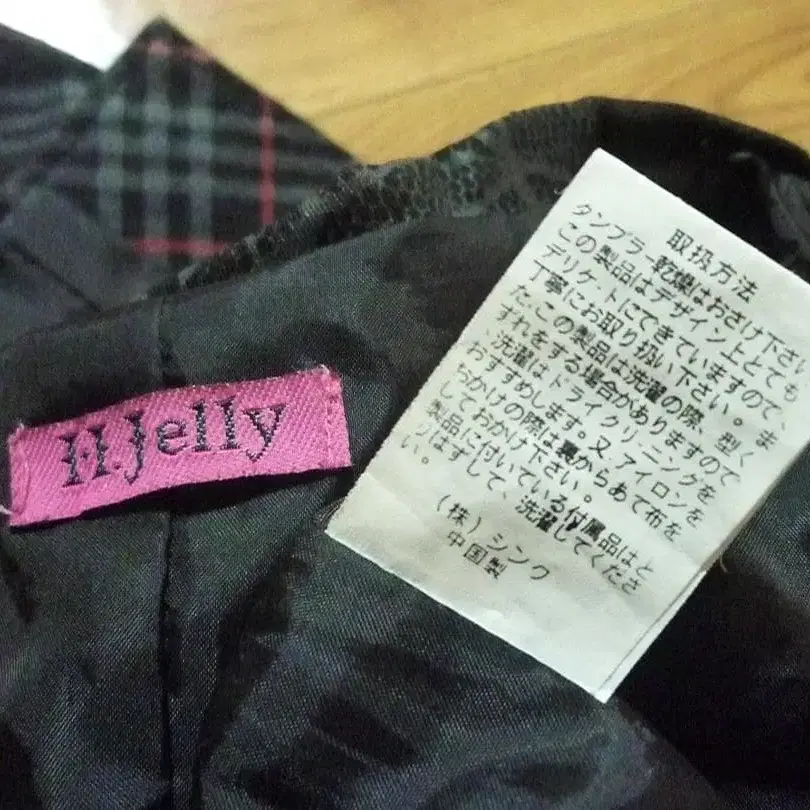 H.Jelly
取扱方法
タンブラー乾燥はおさけ下さい
この製品はデザイン上とても
デリケートにできていますので、
丁寧にお取り扱い下さい。ま
た、この製品は洗濯の際、型く
ずれをする場合がありますので
、洗濯はドライクリーニングを
おすすめします。又、アイロンを
おかけの際は裏からあて布を
しておかけ下さい。
製品に付いている付属品はと
りはずして、洗濯してくださ
い。
(株)シンク
中国製